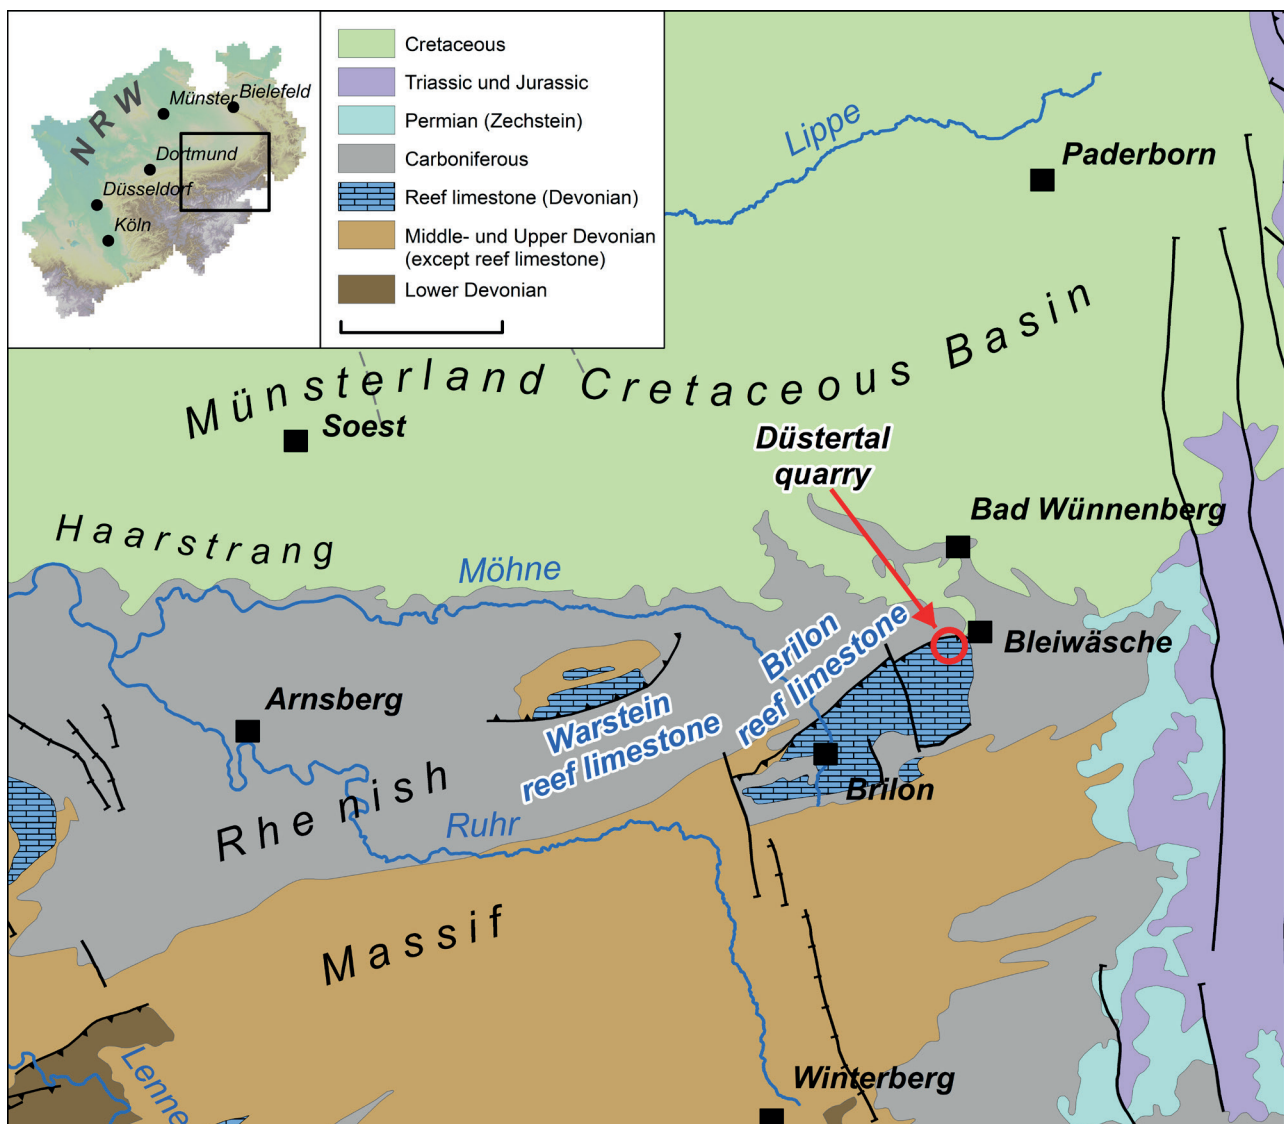 NRW
Münster
Bielefeld
Dortmund
Düsseldorf
Köln
Cretaceous
Triassic und Jurassic
Permian (Zechstein)
Carboniferous
Reef limestone (Devonian)
Middle- und Upper Devonian
(except reef limestone)
Lower Devonian
Lippe
Paderborn
Münsterland Cretaceous Basin
Soest
Düstertal
quarry
Bad Wünnenberg
Haarstrang
Möhne
Brilon
reef limestone
Bleiwäsche
Arnsberg
Warstein
reef limestone
Brilon
Rhenish
Ruhr
Massif
Winterberg
Lenne